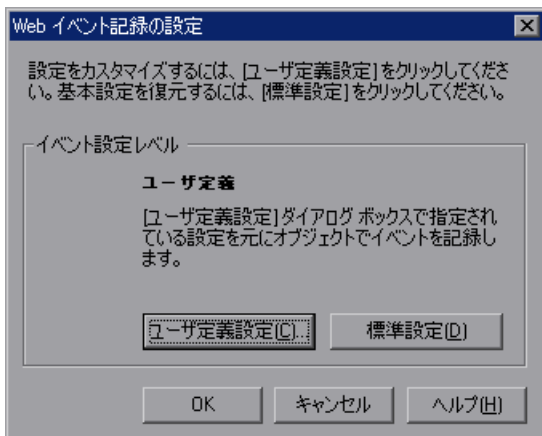 Web イベント記録の設定
設定をカスタマイズするには、[ユーザ定義設定]をクリックしてくださ
い。基本設定を復元するには、[標準設定]をクリックしてください。
イベント設定レベル
ユーザ定義
[ユーザ定義設定]ダイアログ ボックスで指定され
ている設定を元にオブジェクトでイベントを記録し
ます。
ユーザ定義設定(C)... 標準設定(D)
OK キャンセル ヘルプ(H)